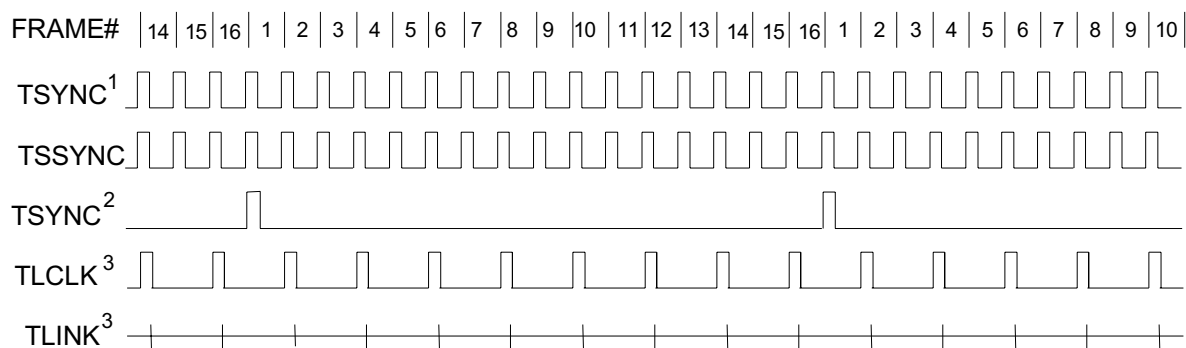 FRAME# 14 15 16 1 2 3 4 5 6 7 8 9 10 11 12 13 14 15 16 1 2 3 4 5 6 7 8 9 10
TSYNC¹
TSSYNC
TSYNC²
TLCLK³
TLINK³